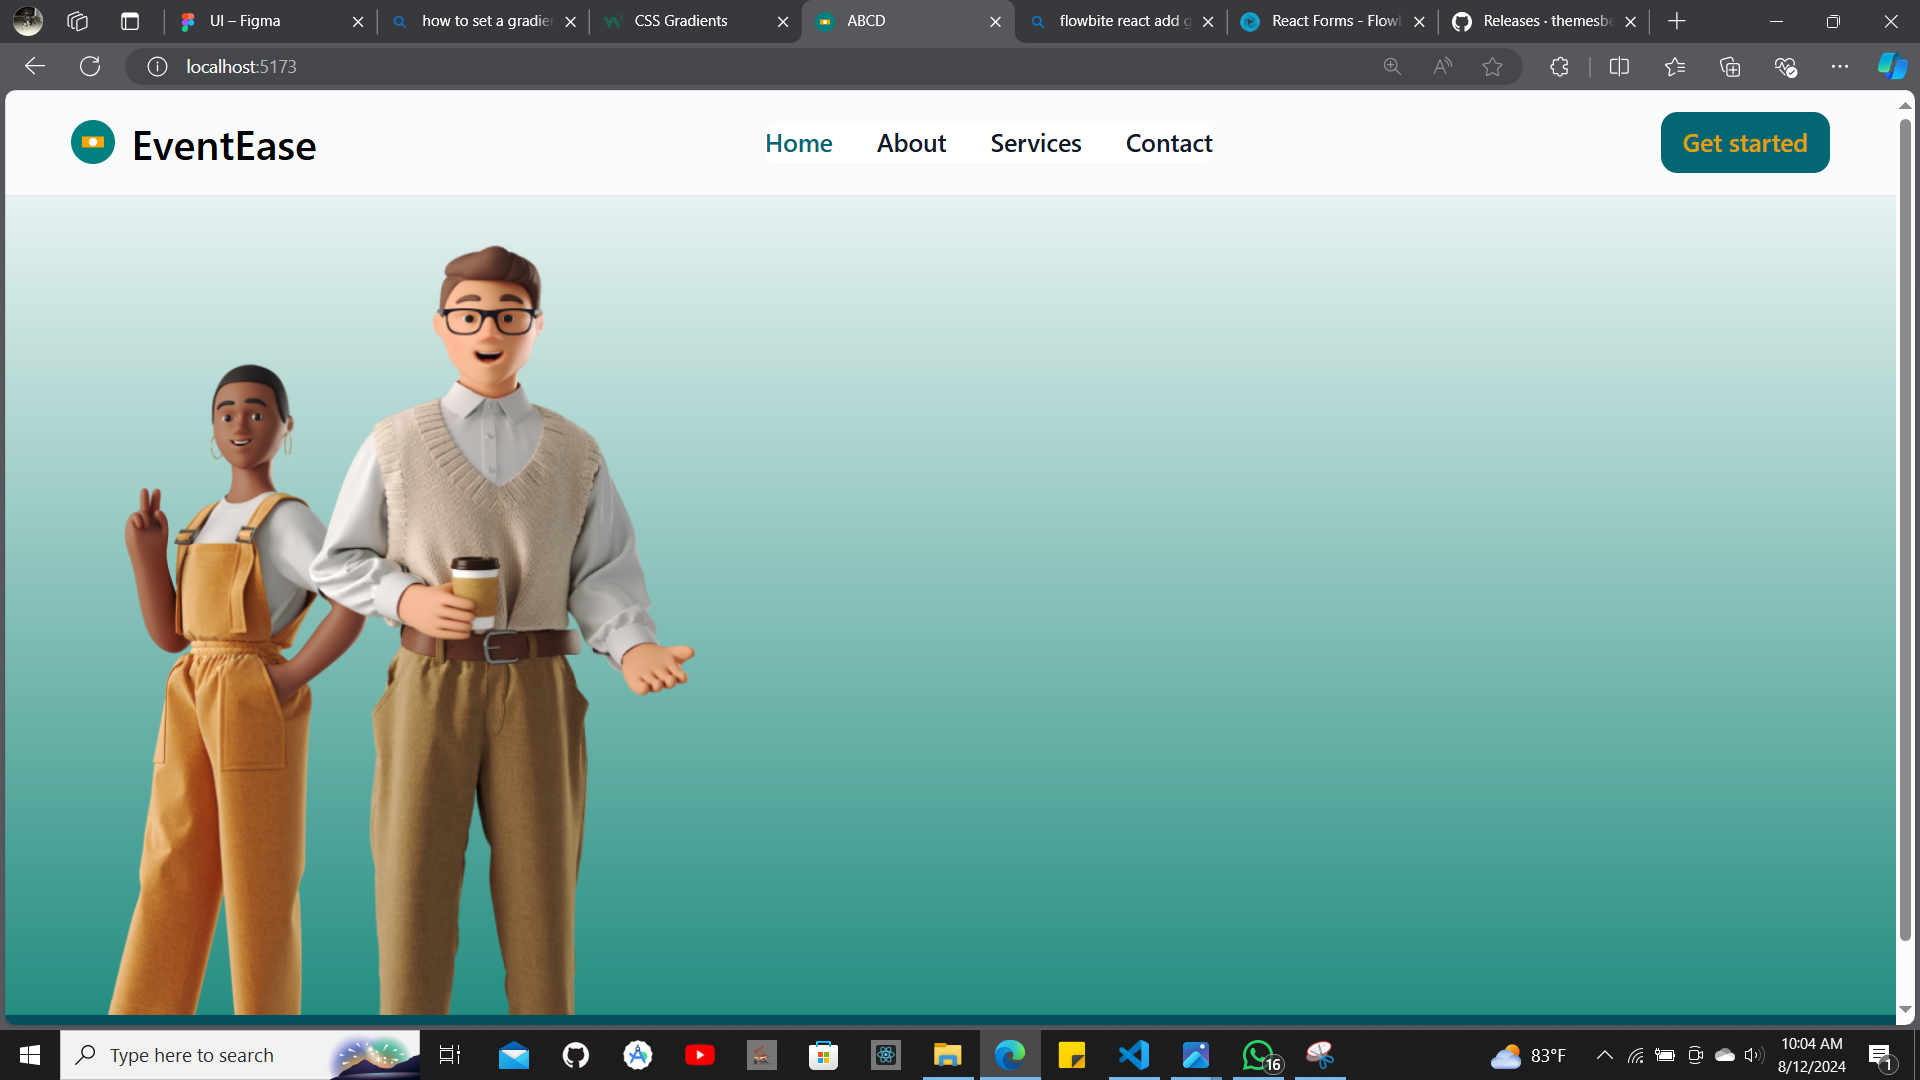 UI – Figma
how to set a gradie
CSS Gradients
ABCD
flowbite react add g
React Forms - Flow
Releases · themesbe
localhost:5173
EventEase
Home
About
Services
Contact
Get started
Type here to search
16
83°F
10:04 AM
8/12/2024
1